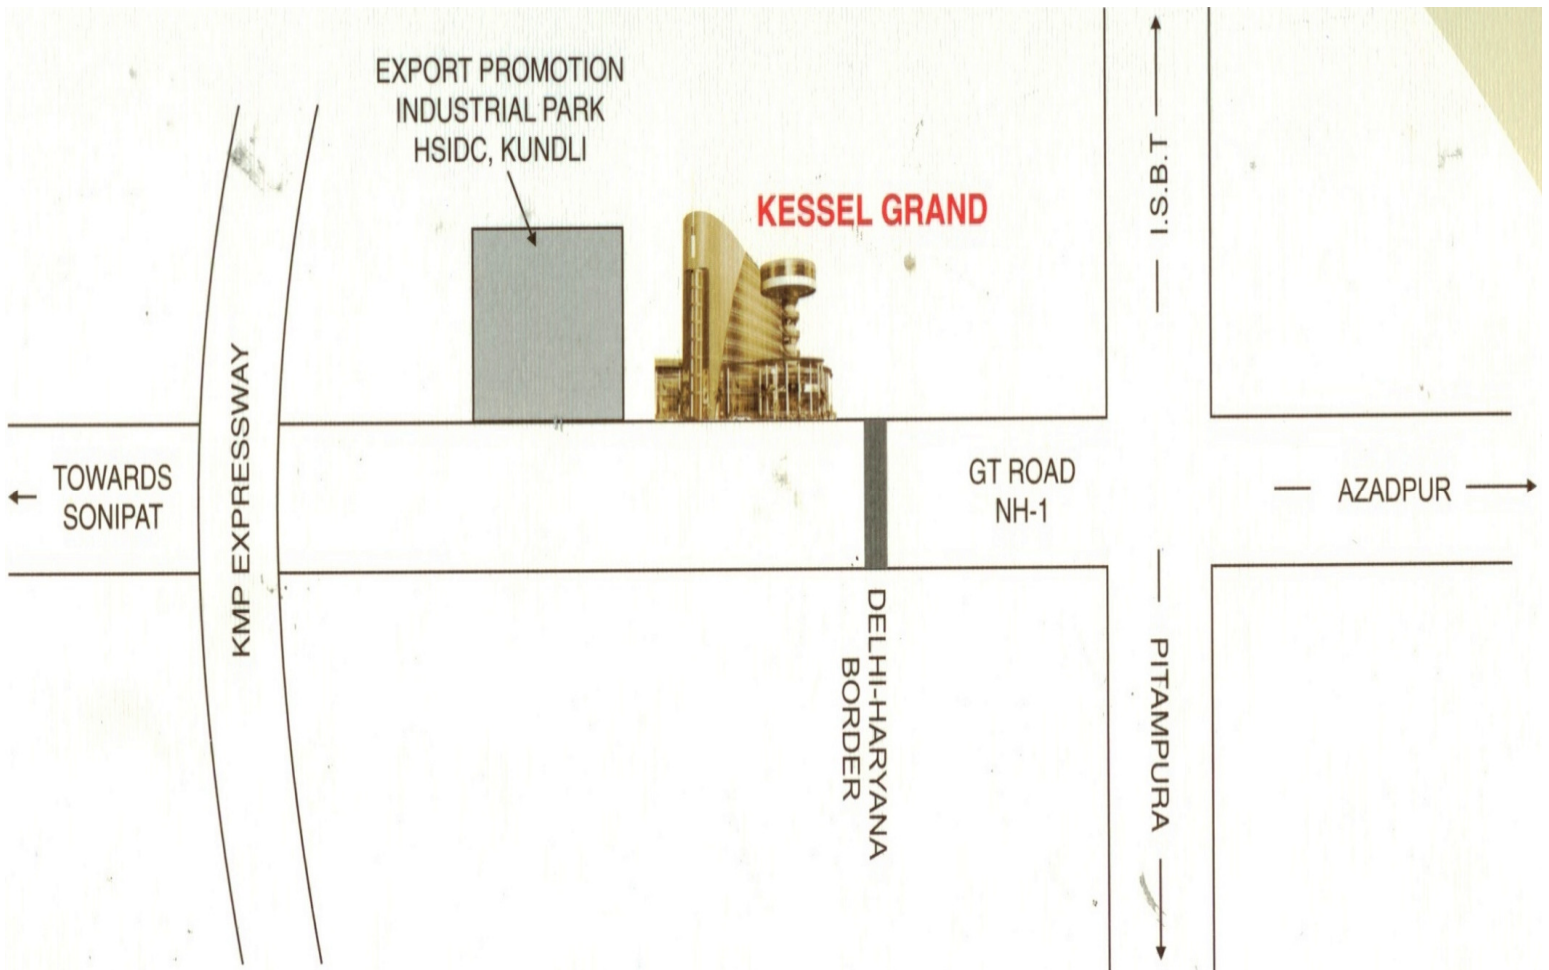 EXPORT PROMOTION
INDUSTRIAL PARK
HSIDC, KUNDLI
KESSEL GRAND
I.S.B.T
KMP EXPRESSWAY
TOWARDS
SONIPAT
GT ROAD
NH-1
AZADPUR
DELHI-HARYANA
BORDER
PITAMPURA